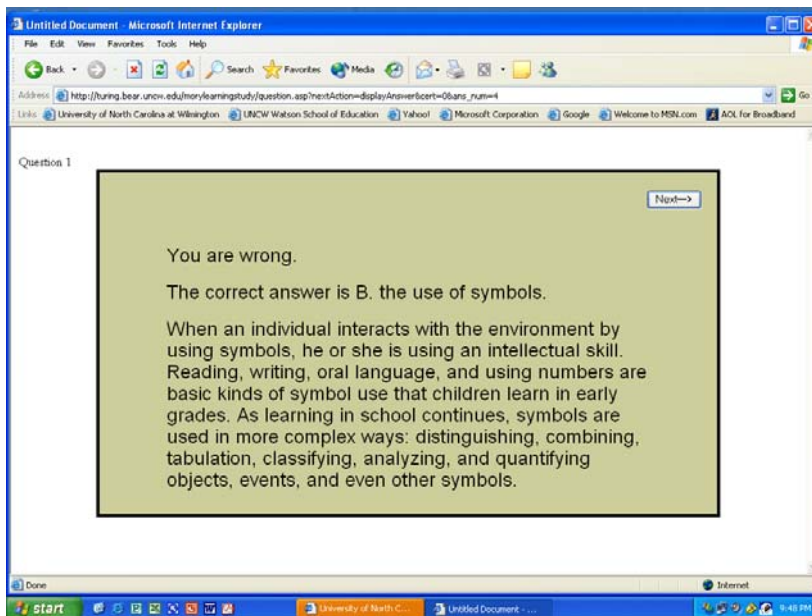 Untitled Document - Microsoft Internet Explorer
File Edit View Favorites Tools Help
Back Search Favorites Media
Address http://turing.bear.uncw.edu/morylearningstudy/question.asp?nextAction=displayAnswer&cert=0&ans_num=4 Go
Links University of North Carolina at Wilmington UNCW Watson School of Education Yahoo! Microsoft Corporation Google Welcome to MSN.com AOL for Broadband
Question 1
Next-->
You are wrong.
The correct answer is B. the use of symbols.
When an individual interacts with the environment by
using symbols, he or she is using an intellectual skill.
Reading, writing, oral language, and using numbers are
basic kinds of symbol use that children learn in early
grades. As learning in school continues, symbols are
used in more complex ways: distinguishing, combining,
tabulation, classifying, analyzing, and quantifying
objects, events, and even other symbols.
Done Internet
start University of North C... Untitled Document - ... 9:48 PM